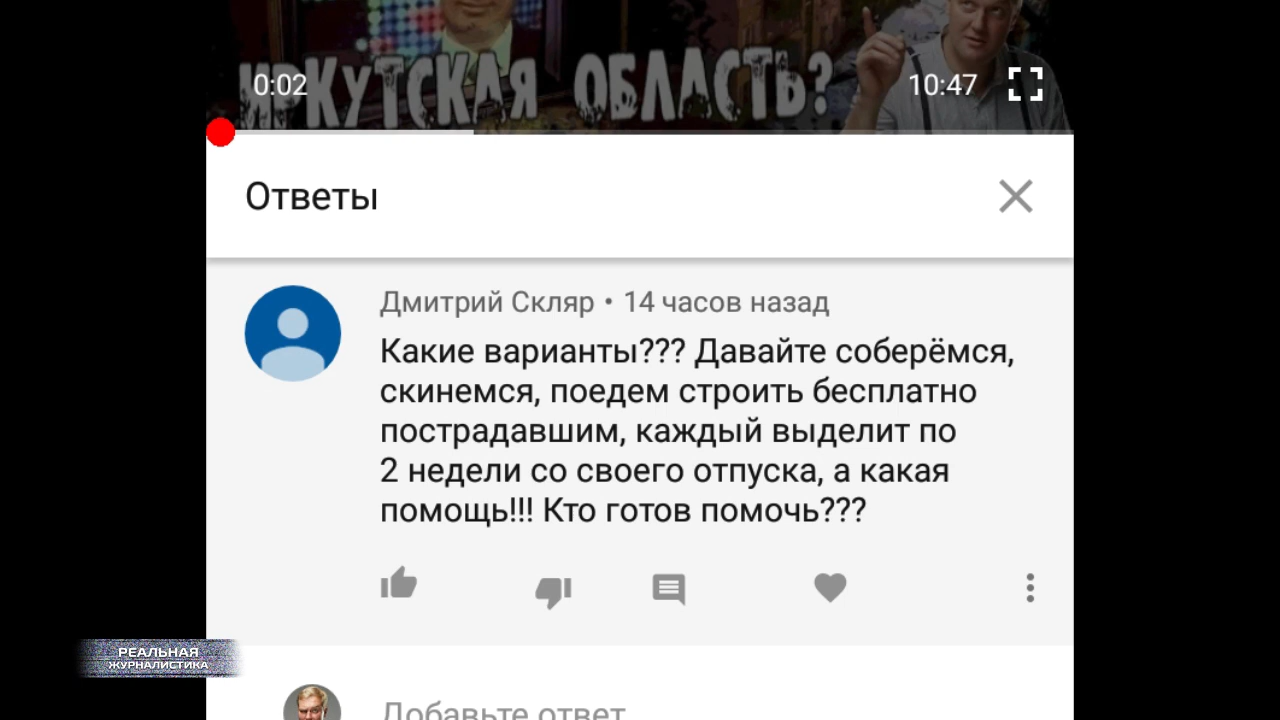 ИРКУТСКАЯ ОБЛАСТЬ?
0:02
10:47
Ответы
Дмитрий Скляр • 14 часов назад
Какие варианты??? Давайте соберёмся,
скинемся, поедем строить бесплатно
пострадавшим, каждый выделит по
2 недели со своего отпуска, а какая
помощь!!! Кто готов помочь???
РЕАЛЬНАЯ
ЖУРНАЛИСТИКА
Добавьте ответ